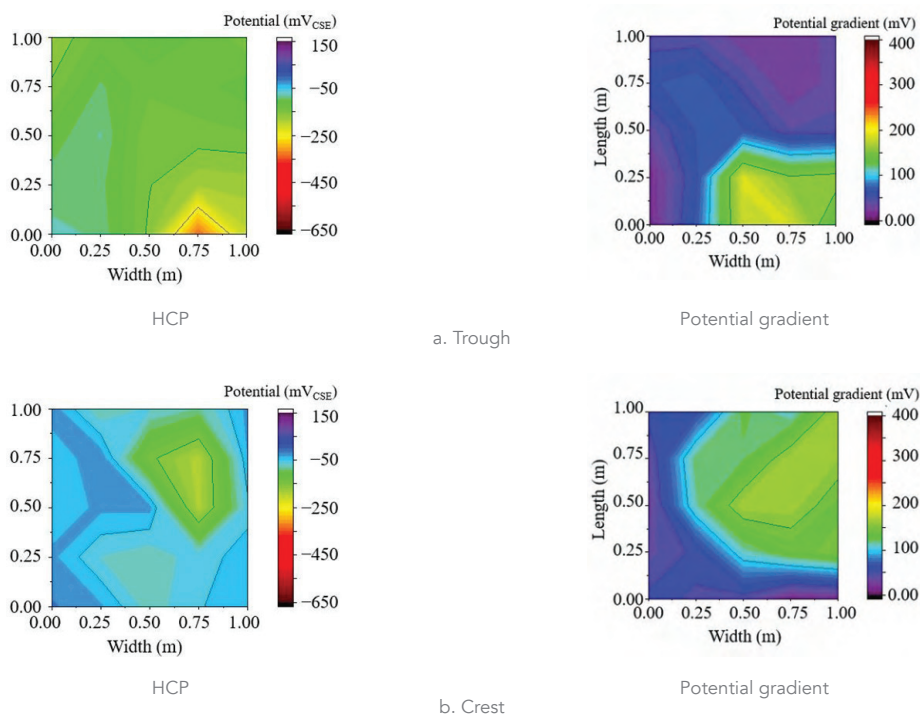 Potential (mVCSE)
1.00
0.75
0.50
0.25
0.00
0.00 0.25 0.50 0.75 1.00
Width (m)
150
−50
−250
−450
−650
HCP
Potential gradient (mV)
Length (m)
1.00
0.75
0.50
0.25
0.00
0.00 0.25 0.50 0.75 1.00
Width (m)
400
300
200
100
0.00
Potential gradient
a. Trough
Potential (mVCSE)
1.00
0.75
0.50
0.25
0.00
0.00 0.25 0.50 0.75 1.00
Width (m)
150
−50
−250
−450
−650
HCP
Potential gradient (mV)
Length (m)
1.00
0.75
0.50
0.25
0.00
0.00 0.25 0.50 0.75 1.00
Width (m)
400
300
200
100
0.00
Potential gradient
b. Crest